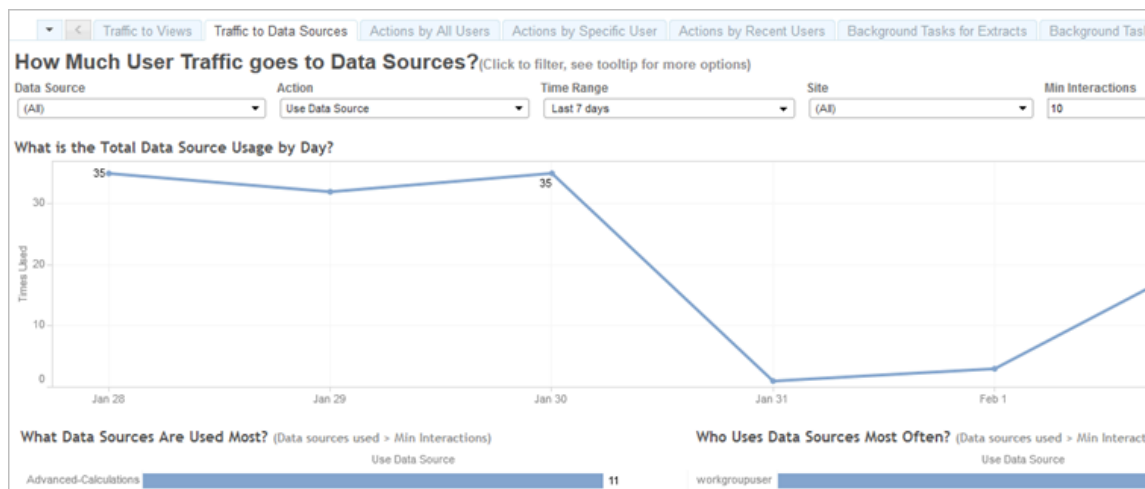 Traffic to Views Traffic to Data Sources Actions by All Users Actions by Specific User Actions by Recent Users Background Tasks for Extracts Background Tas
How Much User Traffic goes to Data Sources?(Click to filter, see tooltip for more options)
Data Source Action Time Range Site Min Interactions
(All) Use Data Source Last 7 days (All) 10
What is the Total Data Source Usage by Day?
35
35
30
20
10
0
Times Used
Jan 28 Jan 29 Jan 30 Jan 31 Feb 1
What Data Sources Are Used Most? (Data sources used > Min Interactions) Who Uses Data Sources Most Often? (Data sources used > Min Interact
Use Data Source Use Data Source
Advanced-Calculations 11 workgroupuser